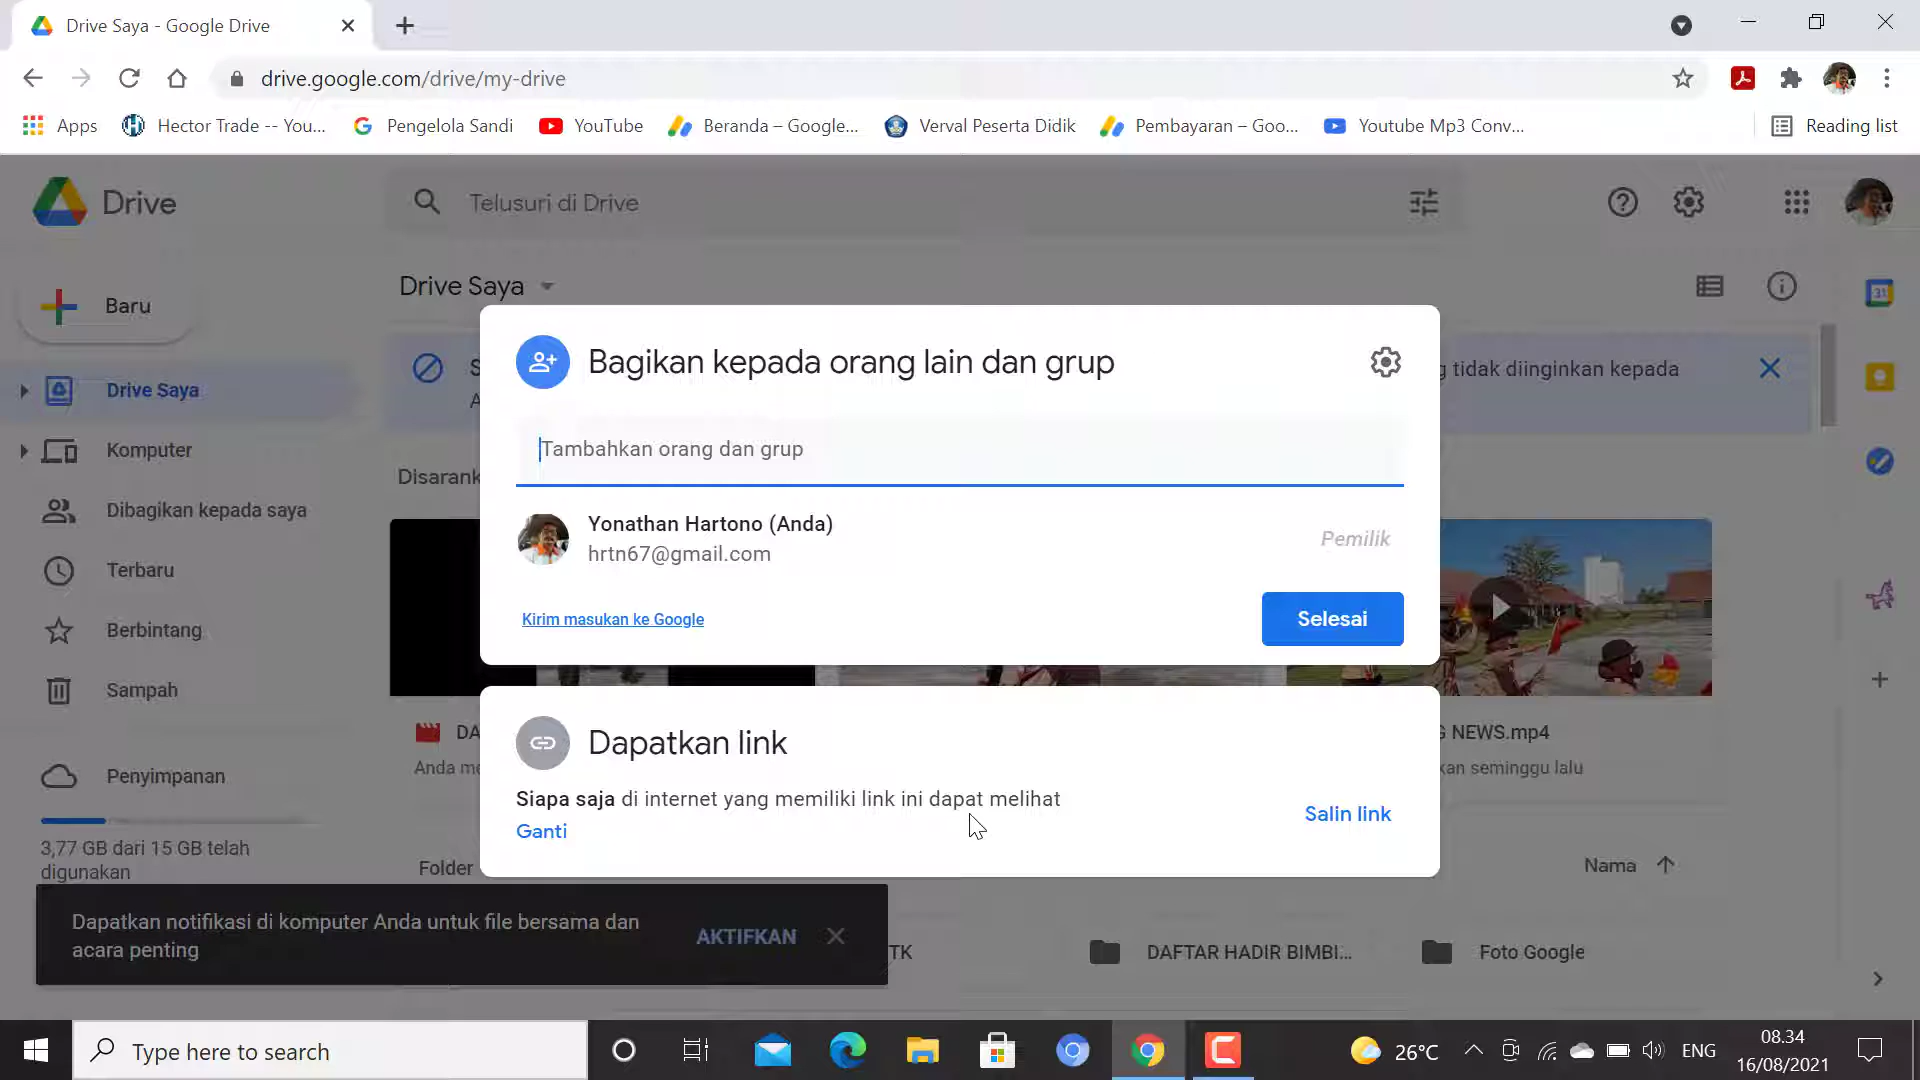 Drive Saya - Google Drive
drive.google.com/drive/my-drive
Apps
Hector Trade -- You...
Pengelola Sandi
YouTube
Beranda – Google...
Verval Peserta Didik
Pembayaran – Goo...
Youtube Mp3 Conv...
Reading list
Drive
Telusuri di Drive
Baru
Drive Saya
Komputer
Dibagikan kepada saya
Terbaru
Berbintang
Sampah
Penyimpanan
3,77 GB dari 15 GB telah
digunakan
Drive Saya
S
A
g tidak diinginkan kepada
Disarank
Bagikan kepada orang lain dan grup
Tambahkan orang dan grup
Yonathan Hartono (Anda)
hrtn67@gmail.com
Pemilik
Kirim masukan ke Google
Selesai
DA
Anda me
G NEWS.mp4
kan seminggu lalu
Dapatkan link
Siapa saja di internet yang memiliki link ini dapat melihat
Ganti
Salin link
Folder
Nama
TK
DAFTAR HADIR BIMBI...
Foto Google
Dapatkan notifikasi di komputer Anda untuk file bersama dan
acara penting
AKTIFKAN
31
Type here to search
26°C
ENG
08.34
16/08/2021